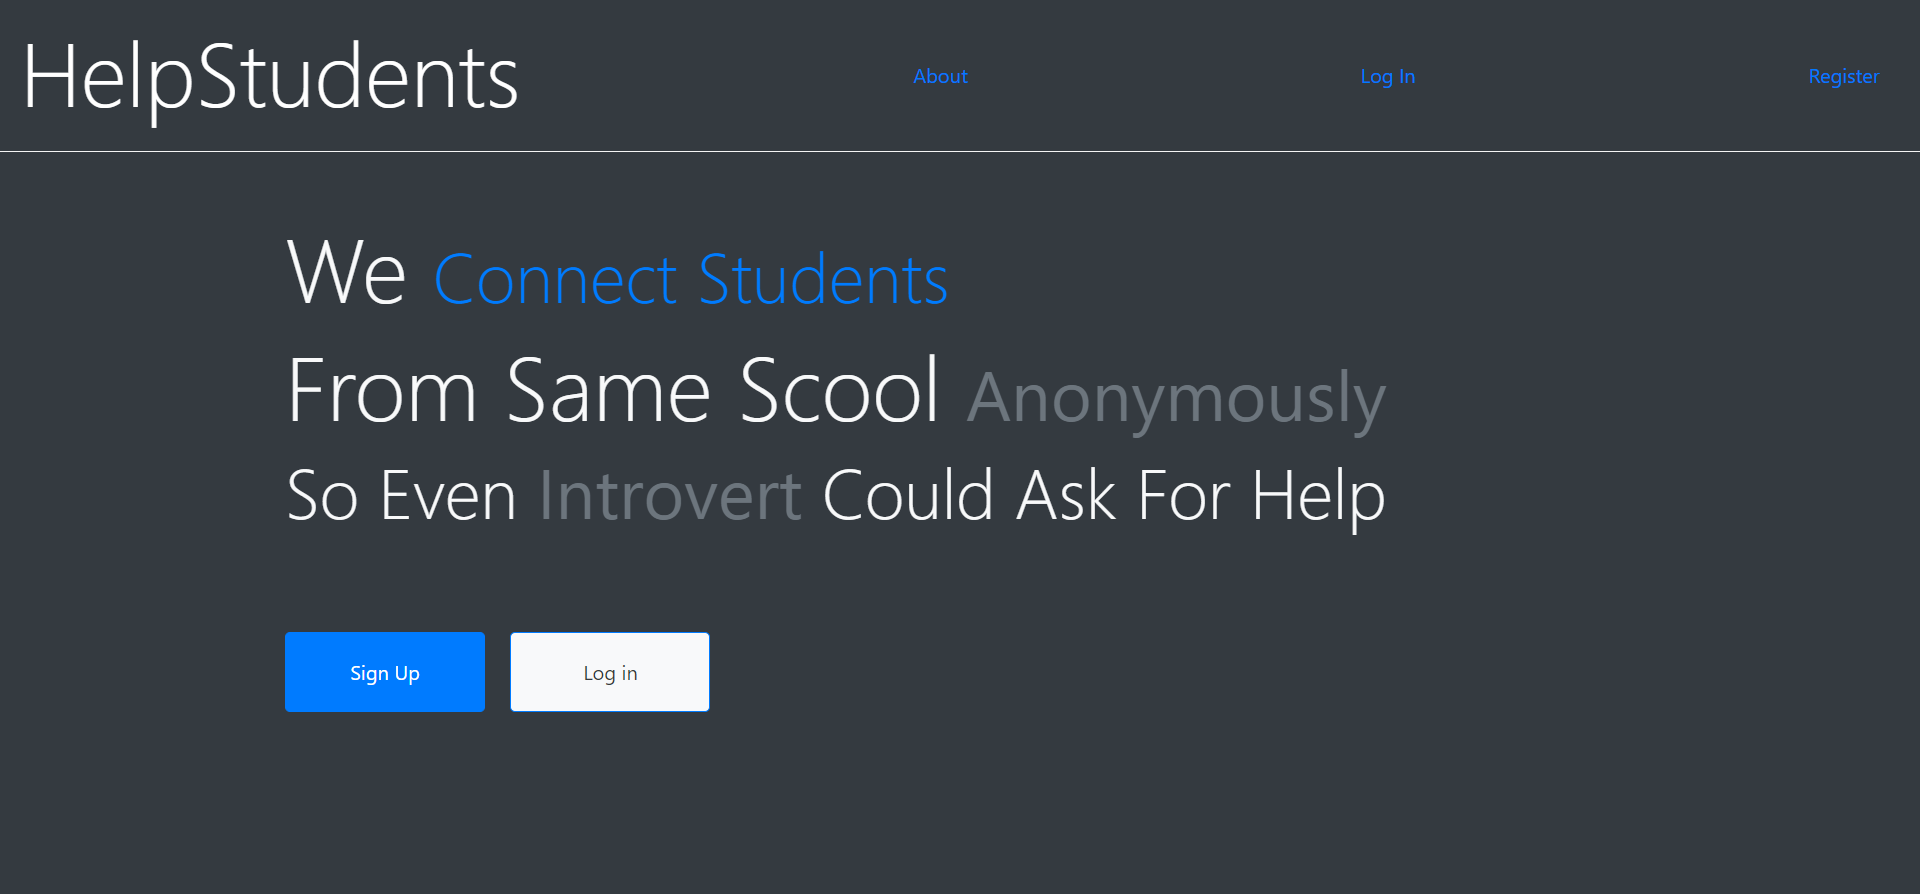 HelpStudents About Log In Register
We Connect Students
From Same Scool Anonymously
So Even Introvert Could Ask For Help
Sign Up Log in